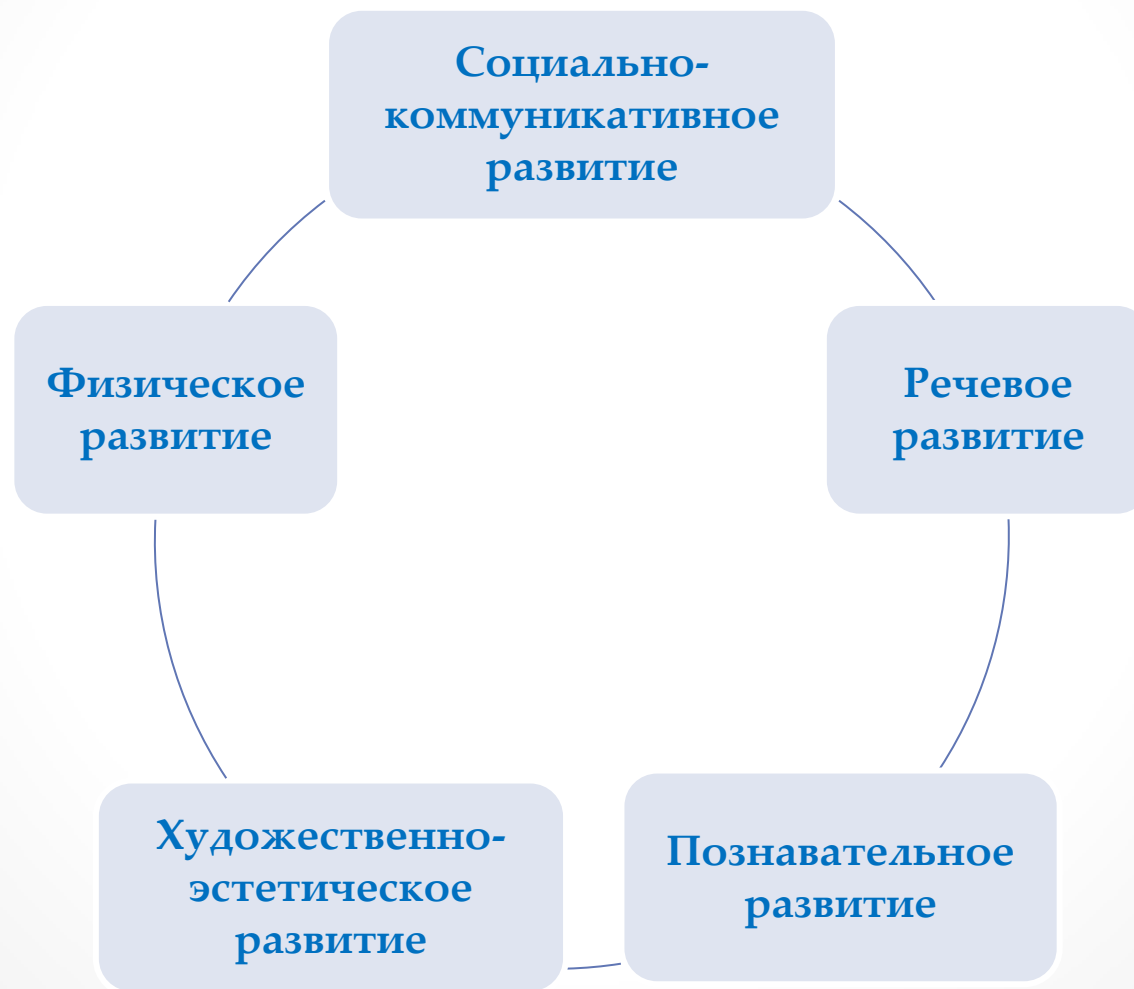 Социально-
коммуникативное
развитие
Физическое
развитие
Речевое
развитие
Художественно-
эстетическое
развитие
Познавательное
развитие